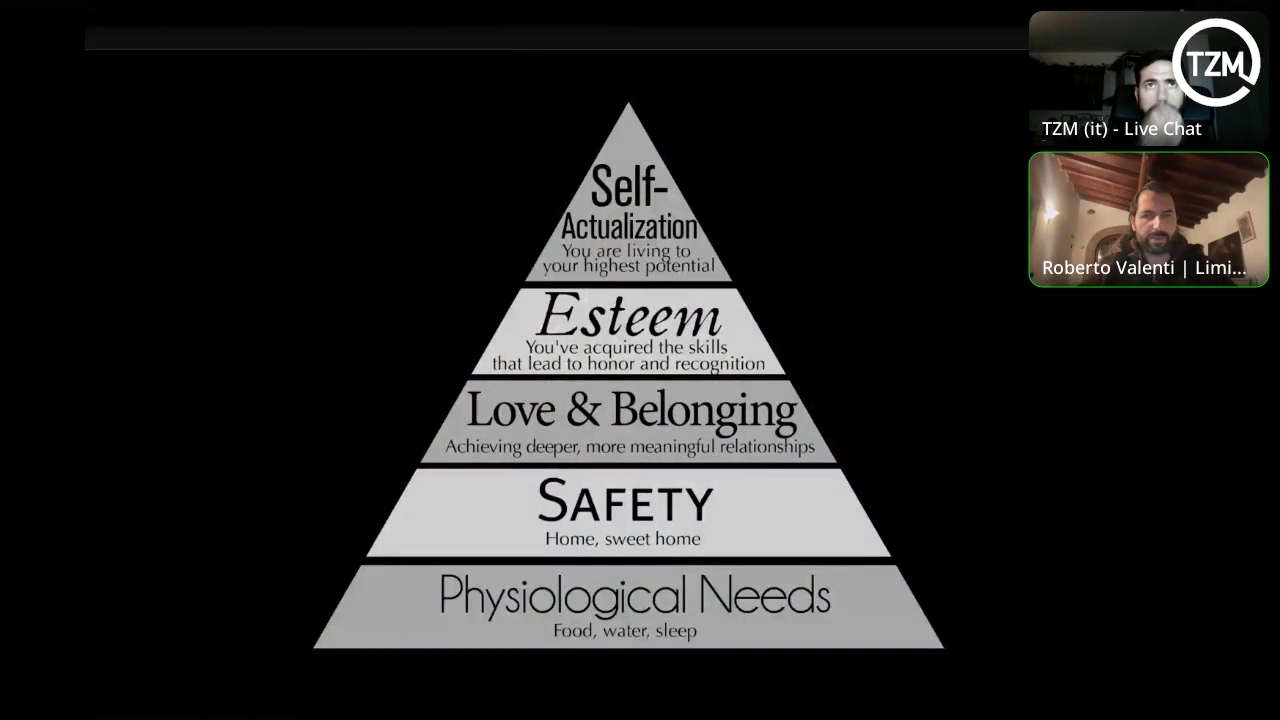 TZM
TZM (it) - Live Chat
Roberto Valenti | Limi...
Self-
Actualization
You are living to
your highest potential
Esteem
You've acquired the skills
that lead to honor and recognition
Love & Belonging
Achieving deeper, more meaningful relationships
SAFETY
Home, sweet home
Physiological Needs
Food, water, sleep